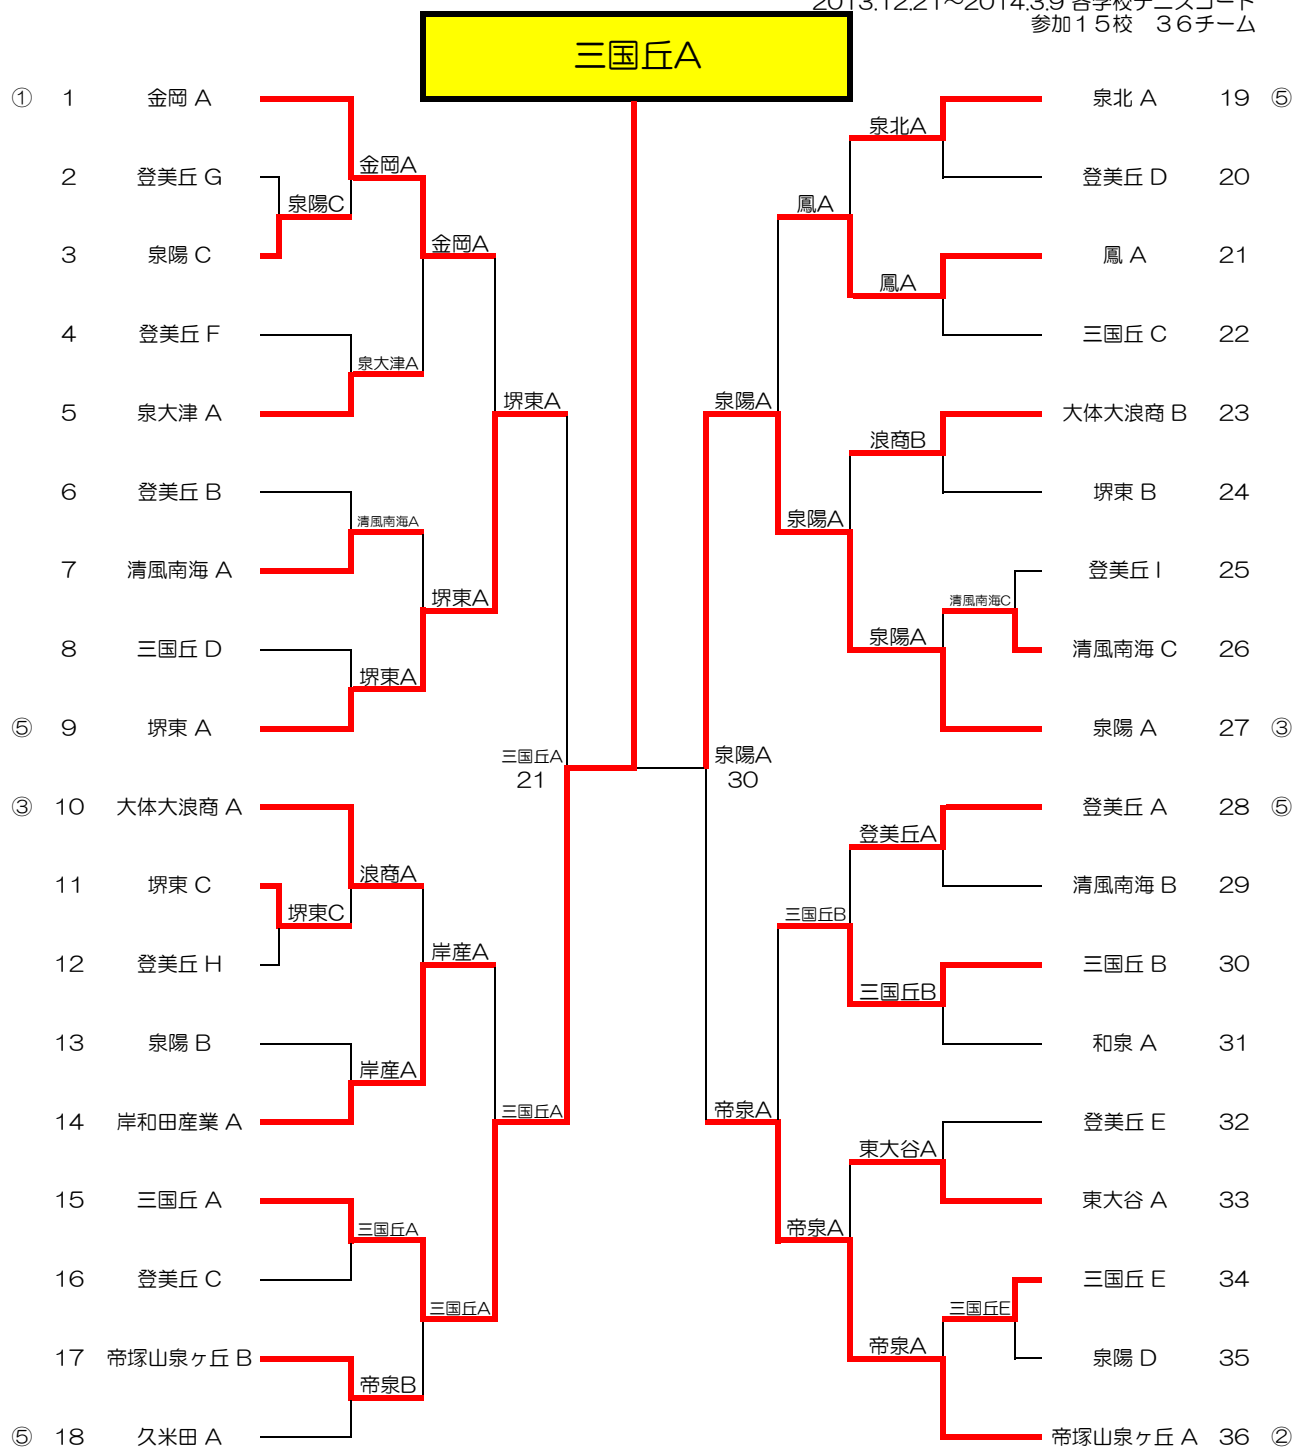 2013.12.21～2014.3.9 各学校テニスコート
参加１５校　３６チーム
三国丘A
① 1 金岡 A
2 登美丘 G
3 泉陽 C
4 登美丘 F
5 泉大津 A
6 登美丘 B
7 清風南海 A
8 三国丘 D
⑤ 9 堺東 A
③ 10 大体大浪商 A
11 堺東 C
12 登美丘 H
13 泉陽 B
14 岸和田産業 A
15 三国丘 A
16 登美丘 C
17 帝塚山泉ヶ丘 B
⑤ 18 久米田 A
泉陽C
堺東C
金岡A
泉大津A
清風南海A
堺東A
浪商A
岸産A
三国丘A
帝泉B
金岡A
堺東A
岸産A
三国丘A
堺東A
三国丘A
三国丘A
21
泉陽A
30
泉陽A
帝泉A
鳳A
泉陽A
三国丘B
帝泉A
泉北A
鳳A
浪商B
泉陽A
登美丘A
三国丘B
東大谷A
帝泉A
清風南海C
三国丘E
泉北 A 19 ⑤
登美丘 D 20
鳳 A 21
三国丘 C 22
大体大浪商 B 23
堺東 B 24
登美丘 I 25
清風南海 C 26
泉陽 A 27 ③
登美丘 A 28 ⑤
清風南海 B 29
三国丘 B 30
和泉 A 31
登美丘 E 32
東大谷 A 33
三国丘 E 34
泉陽 D 35
帝塚山泉ヶ丘 A 36 ②